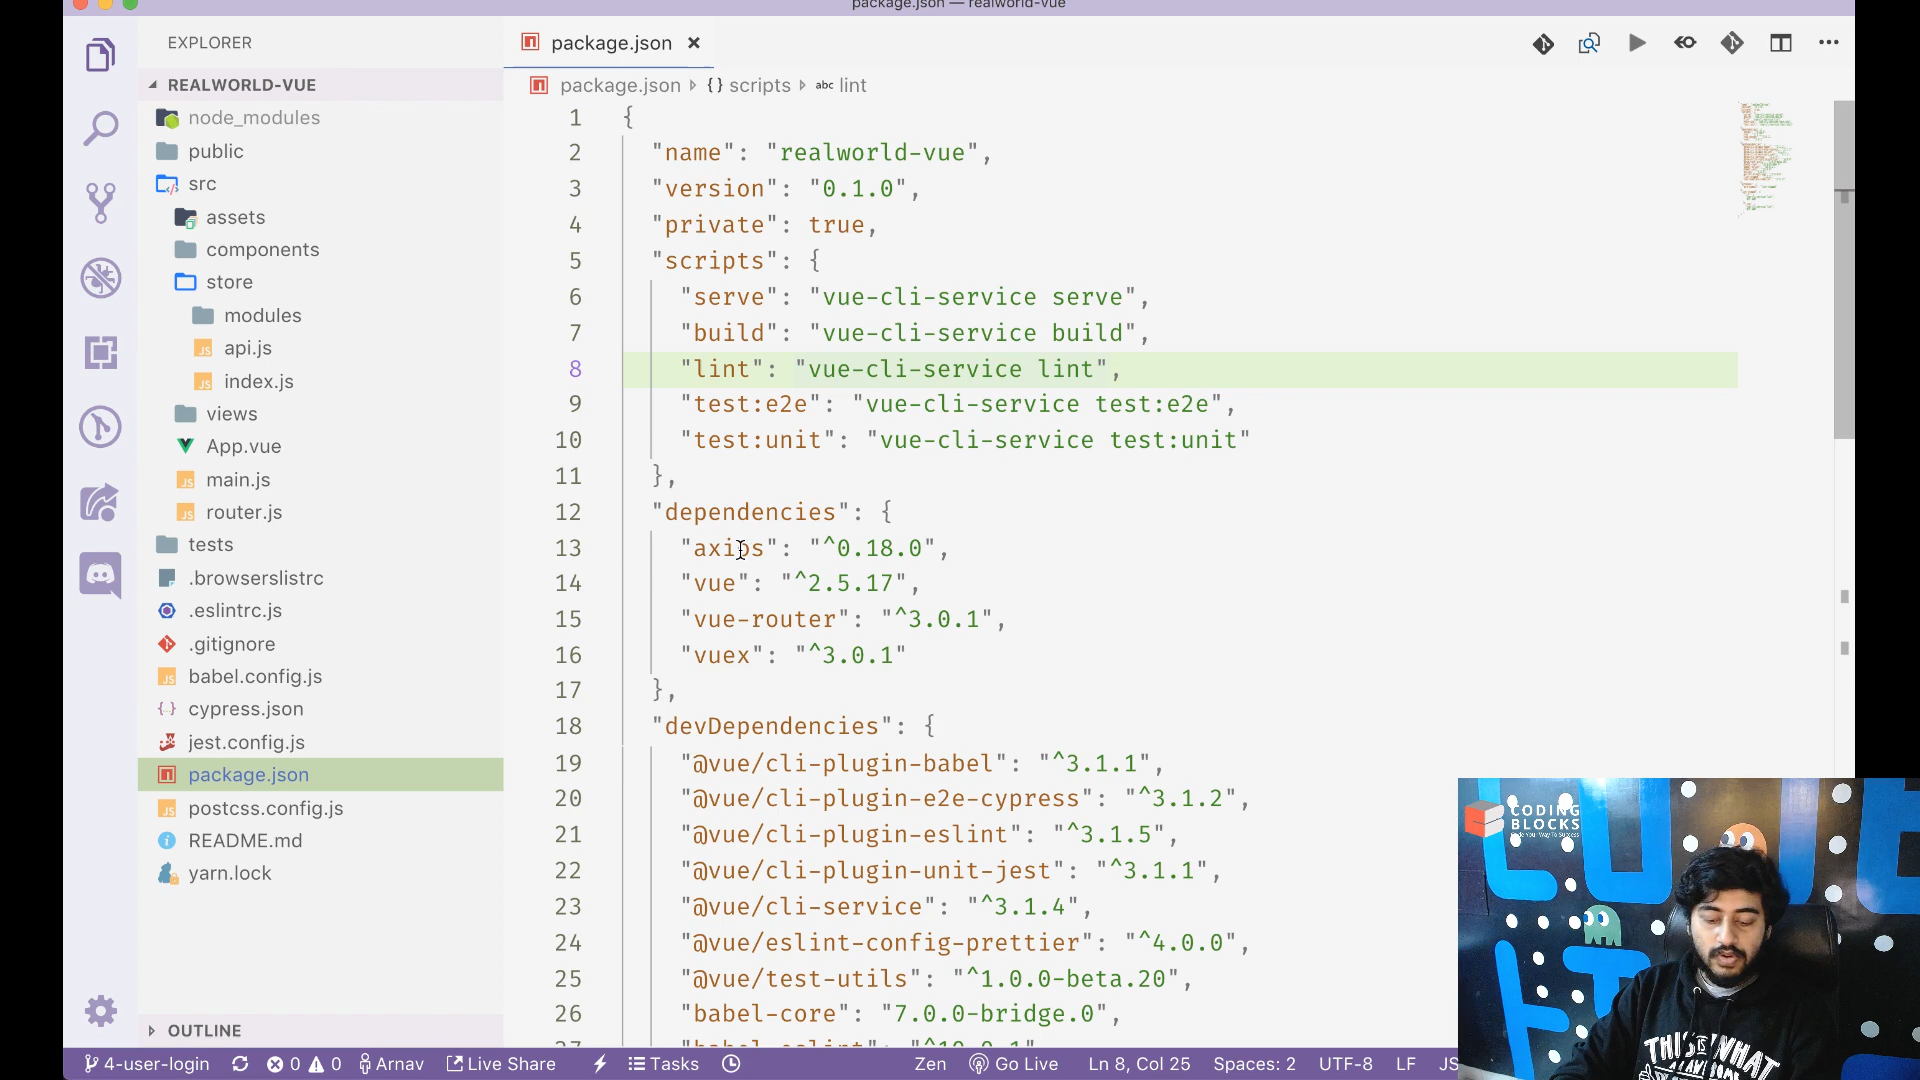 package.json — realworld-vue
EXPLORER
REALWORLD-VUE
node_modules
public
src
assets
components
store
modules
api.js
index.js
views
App.vue
main.js
router.js
tests
.browserslistrc
.eslintrc.js
.gitignore
babel.config.js
cypress.json
jest.config.js
package.json
postcss.config.js
README.md
yarn.lock
OUTLINE
package.json ×
package.json › {} scripts › abc lint
1 {
2 "name": "realworld-vue",
3 "version": "0.1.0",
4 "private": true,
5 "scripts": {
6 "serve": "vue-cli-service serve",
7 "build": "vue-cli-service build",
8 "lint": "vue-cli-service lint",
9 "test:e2e": "vue-cli-service test:e2e",
10 "test:unit": "vue-cli-service test:unit"
11 },
12 "dependencies": {
13 "axios": "^0.18.0",
14 "vue": "^2.5.17",
15 "vue-router": "^3.0.1",
16 "vuex": "^3.0.1"
17 },
18 "devDependencies": {
19 "@vue/cli-plugin-babel": "^3.1.1",
20 "@vue/cli-plugin-e2e-cypress": "^3.1.2",
21 "@vue/cli-plugin-eslint": "^3.1.5",
22 "@vue/cli-plugin-unit-jest": "^3.1.1",
23 "@vue/cli-service": "^3.1.4",
24 "@vue/eslint-config-prettier": "^4.0.0",
25 "@vue/test-utils": "^1.0.0-beta.20",
26 "babel-core": "7.0.0-bridge.0",
CODING
BLOCKS
THIS IS WHAT
4-user-login 0 0 Arnav Live Share Tasks Zen Go Live Ln 8, Col 25 Spaces: 2 UTF-8 LF JS